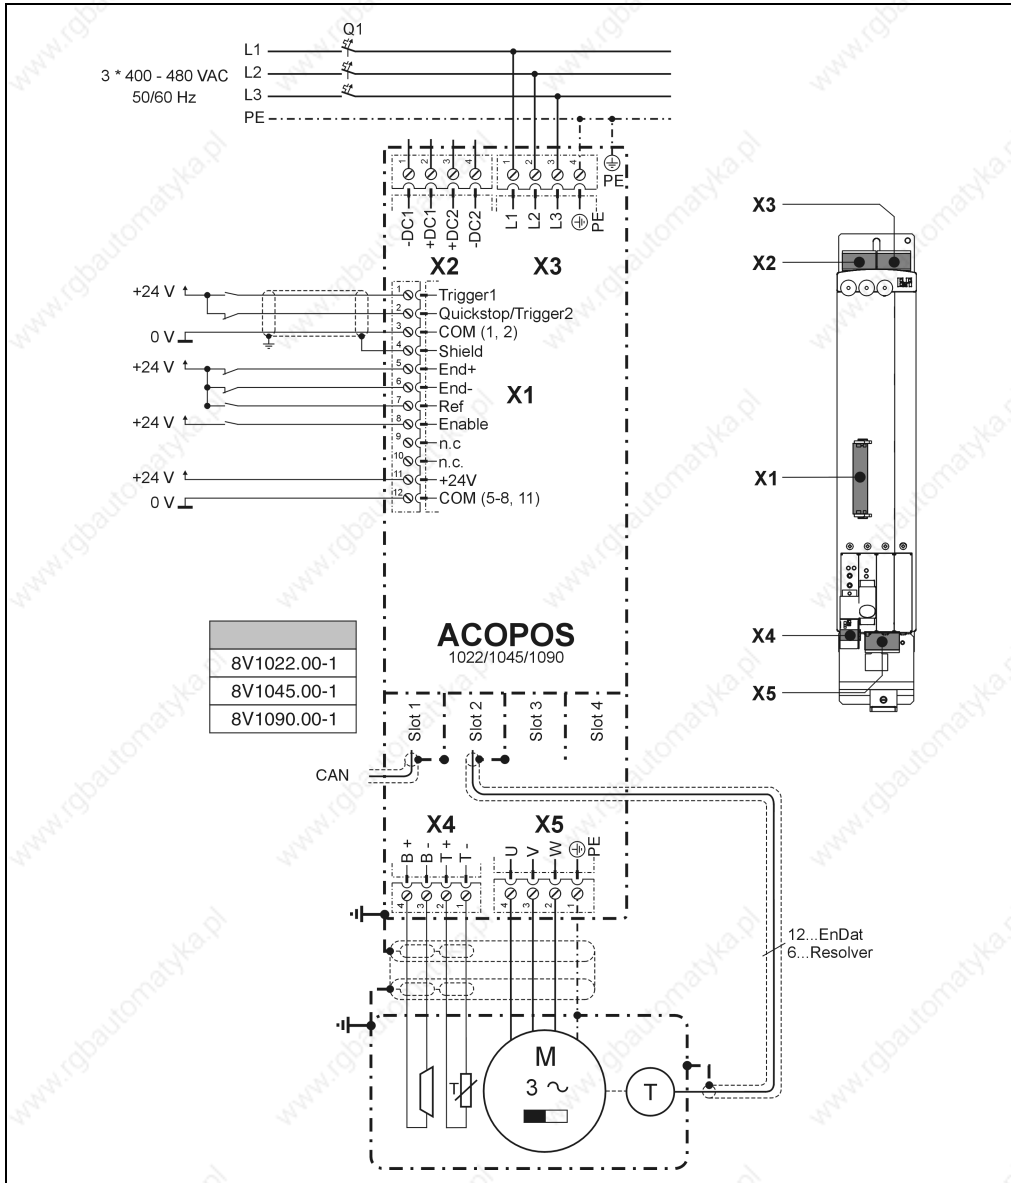 Q1
L1
L2
3 * 400 - 480 VAC
50/60 Hz
L3
PE
1 2 3 4
1 2 3 4
PE
-DC1 +DC1 +DC2 -DC2
L1 L2 L3 PE
X2 X3
X3
X2
+24 V
1 Trigger1
2 Quickstop/Trigger2
0 V
3 COM (1, 2)
4 Shield
+24 V
5 End+
6 End-
7 Ref
X1
+24 V
8 Enable
9 n.c
10 n.c.
+24 V
11 +24V
0 V
12 COM (5-8, 11)
X1
ACOPOS
1022/1045/1090
8V1022.00-1
8V1045.00-1
8V1090.00-1
X4
X5
Slot 1 Slot 2 Slot 3 Slot 4
CAN
X4 X5
B + B - T + T -
U V W PE
4 3 2 1
4 3 2 1
12...EnDat
6...Resolver
T
M
3 ~
T
www.rgbautomatyka.pl